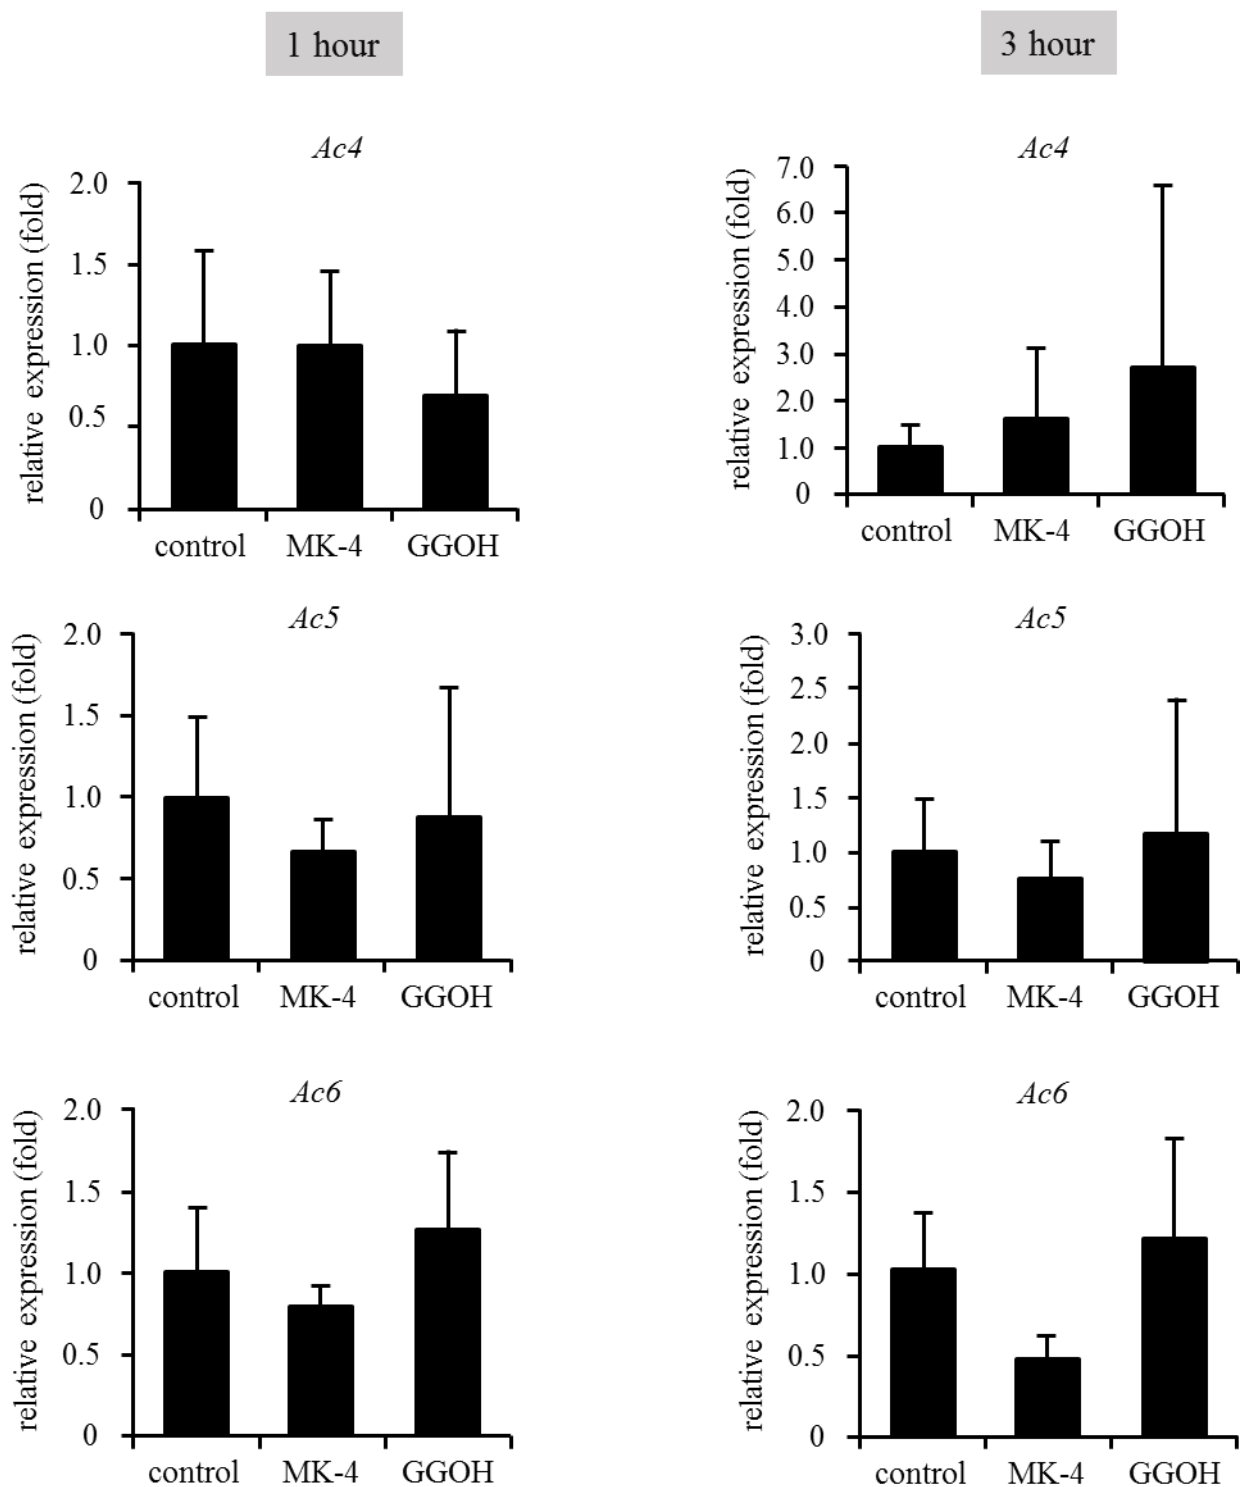 1 hour
3 hour
Ac4
relative expression (fold)
2.0
1.5
1.0
0.5
0
control MK-4 GGOH
Ac4
relative expression (fold)
7.0
6.0
5.0
4.0
3.0
2.0
1.0
0
control MK-4 GGOH
Ac5
relative expression (fold)
2.0
1.5
1.0
0.5
0
control MK-4 GGOH
Ac5
relative expression (fold)
3.0
2.5
2.0
1.5
1.0
0.5
0
control MK-4 GGOH
Ac6
relative expression (fold)
2.0
1.5
1.0
0.5
0
control MK-4 GGOH
Ac6
relative expression (fold)
2.0
1.5
1.0
0.5
0
control MK-4 GGOH